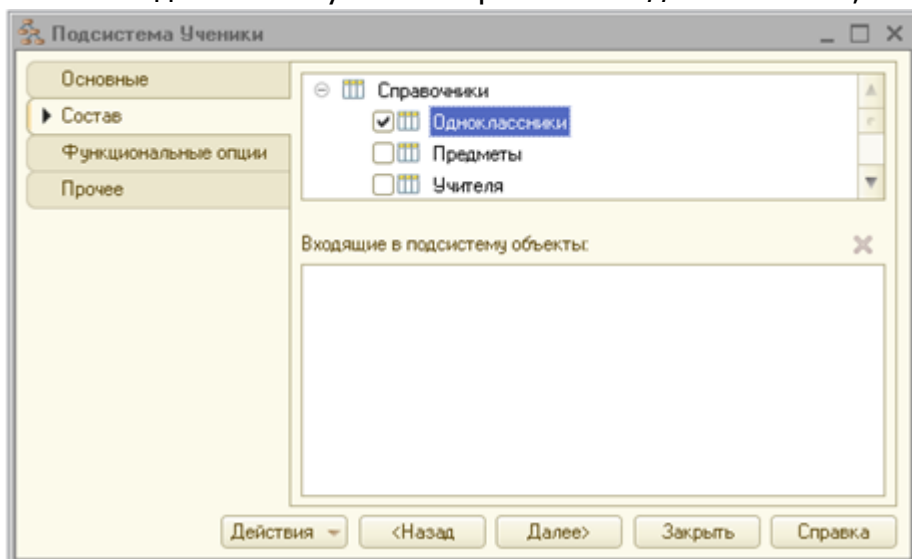 Подсистема Ученики
Основные
Состав
Функциональные опции
Прочее
Справочники
Одноклассники
Предметы
Учителя
Входящие в подсистему объекты:
Действия
<Назад
Далее>
Закрыть
Справка